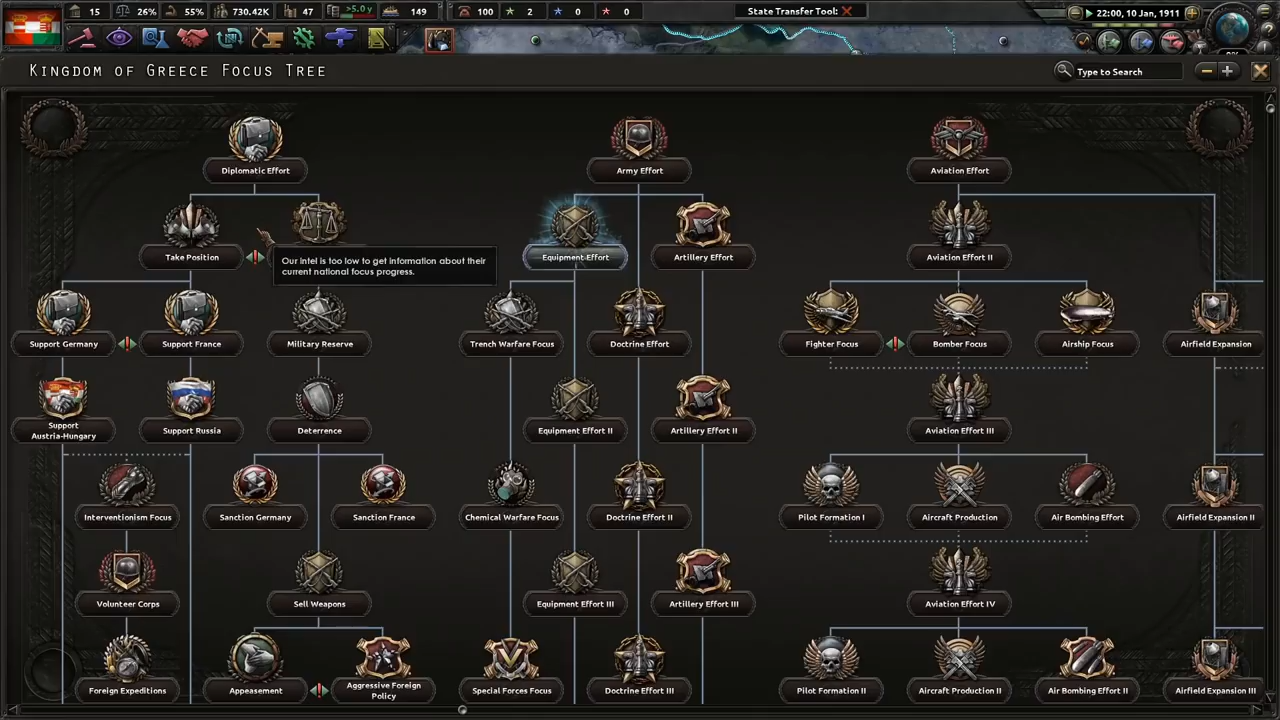 15 26% 55% 730.42K 47 >5.0 y 149 100 2 0 0 State Transfer Tool: 22:00, 10 Jan, 1911
Kingdom of Greece Focus Tree
Type to Search
Diplomatic Effort Army Effort Aviation Effort
Take Position Equipment Effort Artillery Effort Aviation Effort II
Our intel is too low to get information about their
current national focus progress.
Support Germany Support France Military Reserve Trench Warfare Focus Doctrine Effort Fighter Focus Bomber Focus Airship Focus Airfield Expansion
Support
Austria-Hungary
Support Russia Deterrence Equipment Effort II Artillery Effort II Aviation Effort III
Interventionism Focus Sanction Germany Sanction France Chemical Warfare Focus Doctrine Effort II Pilot Formation I Aircraft Production Air Bombing Effort Airfield Expansion II
Volunteer Corps Sell Weapons Equipment Effort III Artillery Effort III Aviation Effort IV
Foreign Expeditions Appeasement
Aggressive Foreign
Policy
Special Forces Focus Doctrine Effort III Pilot Formation II Aircraft Production II Air Bombing Effort II Airfield Expansion III